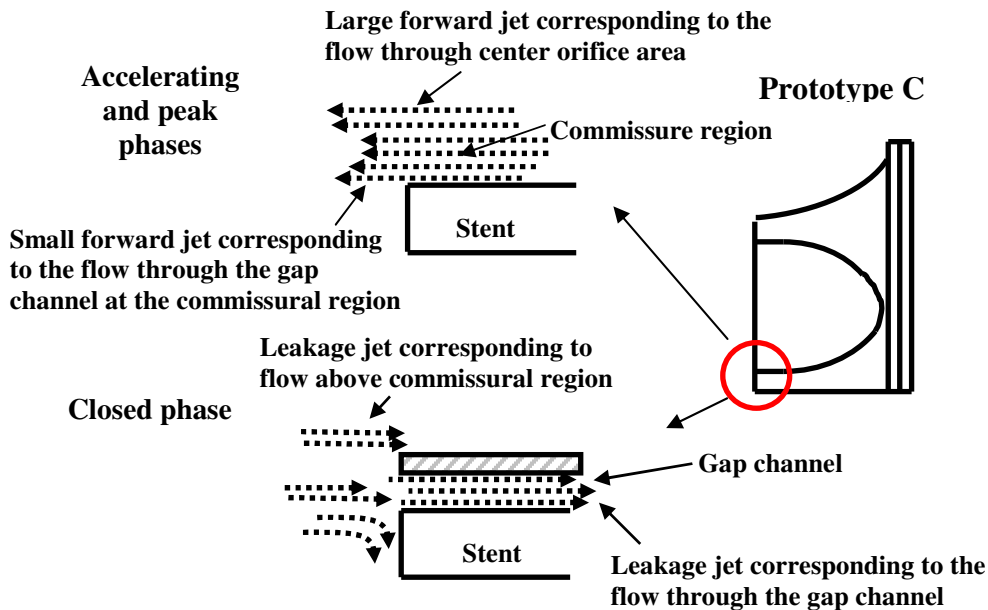 Large forward jet corresponding to the
flow through center orifice area
Accelerating
and peak
phases
Prototype C
Commissure region
Stent
Small forward jet corresponding
to the flow through the gap
channel at the commissural region
Leakage jet corresponding to
flow above commissural region
Closed phase
Gap channel
Stent
Leakage jet corresponding to the
flow through the gap channel